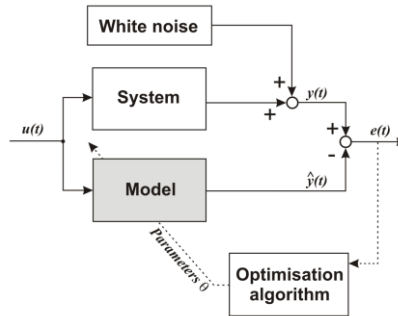 White noise
+
y(t)
System
+
+
e(t)
u(t)
-
Model
ŷ(t)
Parameters θ
Optimisation
algorithm